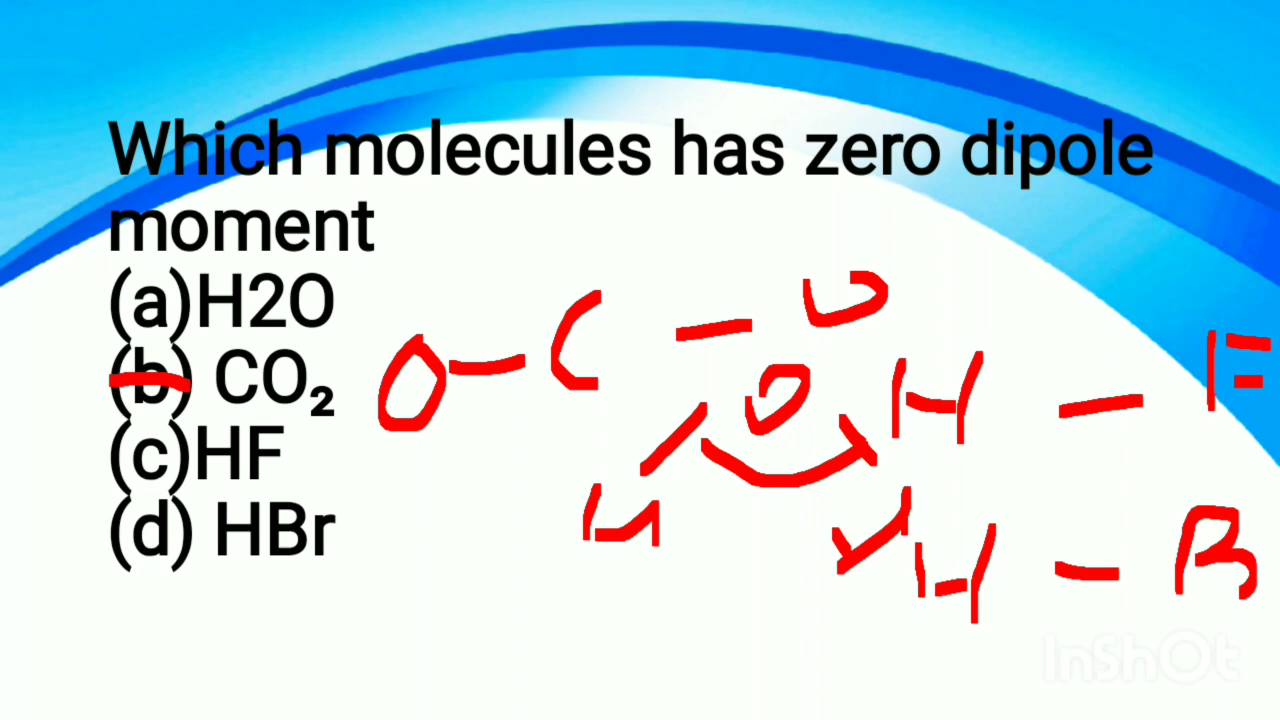 Which molecules has zero dipole
moment
(a)H2O
(b) CO₂
(c)HF
(d) HBr
O-C - O
O
H H
H - F
H - B
InShOt